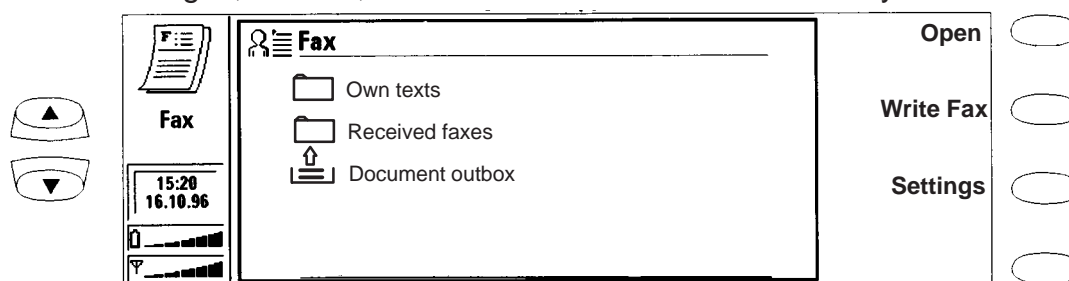 F:
Fax
15:20
16.10.96
Fax
Own texts
Received faxes
Document outbox
Open
Write Fax
Settings